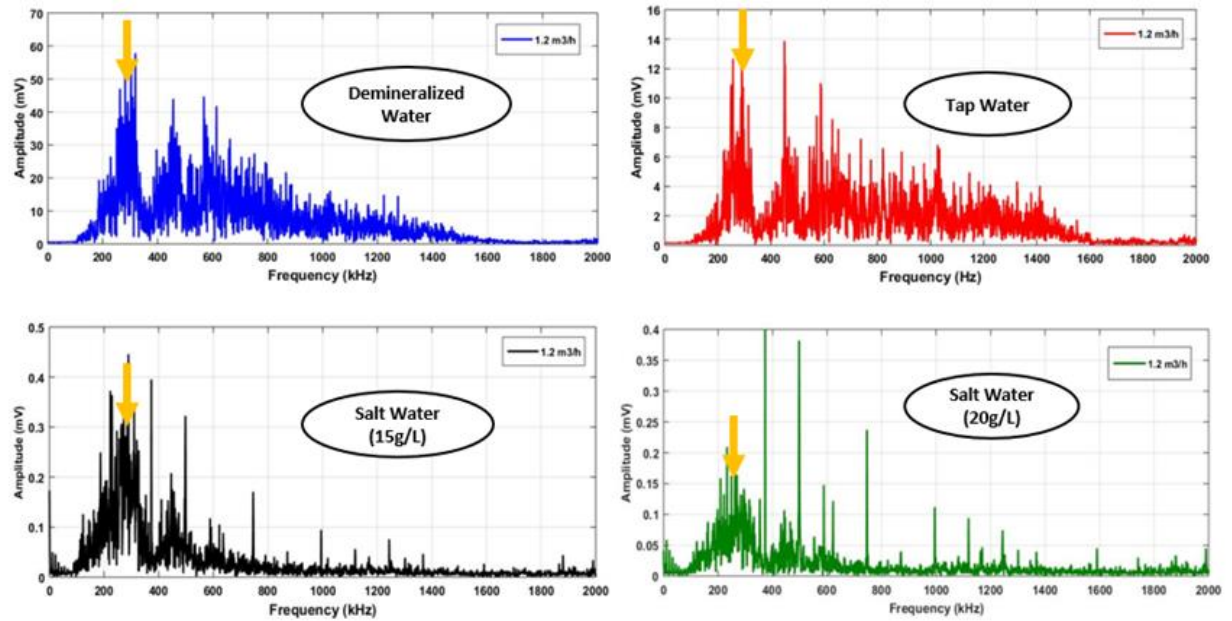 70
60
50
40
30
20
10
0
0 200 400 600 800 1000 1200 1400 1600 1800 2000
Amplitude (mV)
Frequency (kHz)
1.2 m3/h
Demineralized
Water
16
14
12
10
8
6
4
2
0
0 200 400 600 800 1000 1200 1400 1600 1800 2000
Amplitude (mV)
Frequency (Hz)
1.2 m3/h
Tap Water
0.5
0.4
0.3
0.2
0.1
0
0 200 400 600 800 1000 1200 1400 1600 1800 2000
Amplitude (mV)
Frequency (kHz)
1.2 m3/h
Salt Water
(15g/L)
0.4
0.35
0.3
0.25
0.2
0.15
0.1
0.05
0
0 200 400 600 800 1000 1200 1400 1600 1800 2000
Amplitude (mV)
Frequency (kHz)
1.2 m3/h
Salt Water
(20g/L)